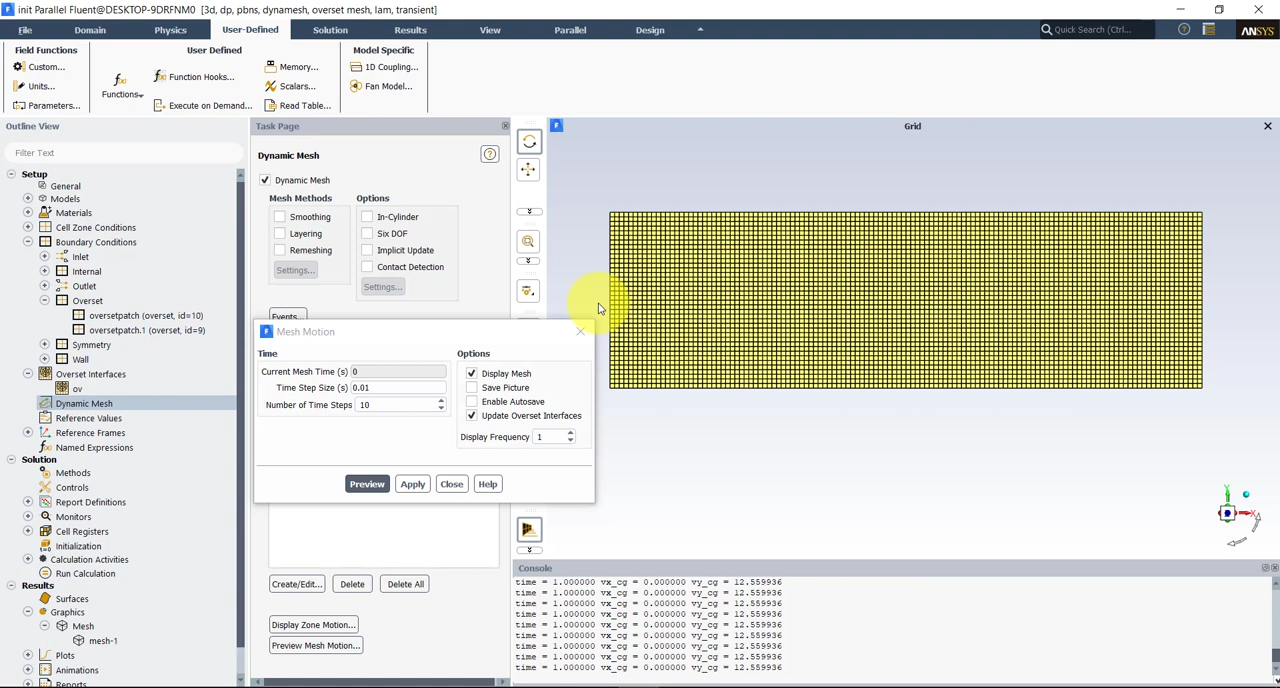 init Parallel Fluent@DESKTOP-9DRFNM0 [3d, dp, pbns, dynamesh, overset mesh, lam, transient]
File Domain Physics User-Defined Solution Results View Parallel Design Quick Search (Ctrl... ANSYS
Field Functions User Defined Model Specific
Custom... Function Hooks... Memory... 1D Coupling...
Units... Functions... Scalars... Fan Model...
Parameters... Execute on Demand... Read Table...
Outline View
Filter Text
Setup
General
Models
Materials
Cell Zone Conditions
Boundary Conditions
Inlet
Internal
Outlet
Overset
oversetpatch (overset, id=10)
oversetpatch.1 (overset, id=9)
Symmetry
Wall
Overset Interfaces
ov
Dynamic Mesh
Reference Values
Reference Frames
Named Expressions
Solution
Methods
Controls
Report Definitions
Monitors
Cell Registers
Initialization
Calculation Activities
Run Calculation
Results
Surfaces
Graphics
Mesh
mesh-1
Plots
Animations
Reports
Task Page
Dynamic Mesh
Dynamic Mesh
Mesh Methods Options
Smoothing In-Cylinder
Layering Six DOF
Remeshing Implicit Update
Settings... Contact Detection
Settings...
Events...
Mesh Motion
Time Options
Current Mesh Time (s) 0 Display Mesh
Time Step Size (s) 0.01 Save Picture
Number of Time Steps 10 Enable Autosave
Update Overset Interfaces
Display Frequency 1
Preview Apply Close Help
Create/Edit... Delete Delete All
Display Zone Motion...
Preview Mesh Motion...
Grid
Y
X
Console
time = 1.000000 vx_cg = 0.000000 vy_cg = 12.559936
time = 1.000000 vx_cg = 0.000000 vy_cg = 12.559936
time = 1.000000 vx_cg = 0.000000 vy_cg = 12.559936
time = 1.000000 vx_cg = 0.000000 vy_cg = 12.559936
time = 1.000000 vx_cg = 0.000000 vy_cg = 12.559936
time = 1.000000 vx_cg = 0.000000 vy_cg = 12.559936
time = 1.000000 vx_cg = 0.000000 vy_cg = 12.559936
time = 1.000000 vx_cg = 0.000000 vy_cg = 12.559936
time = 1.000000 vx_cg = 0.000000 vy_cg = 12.559936